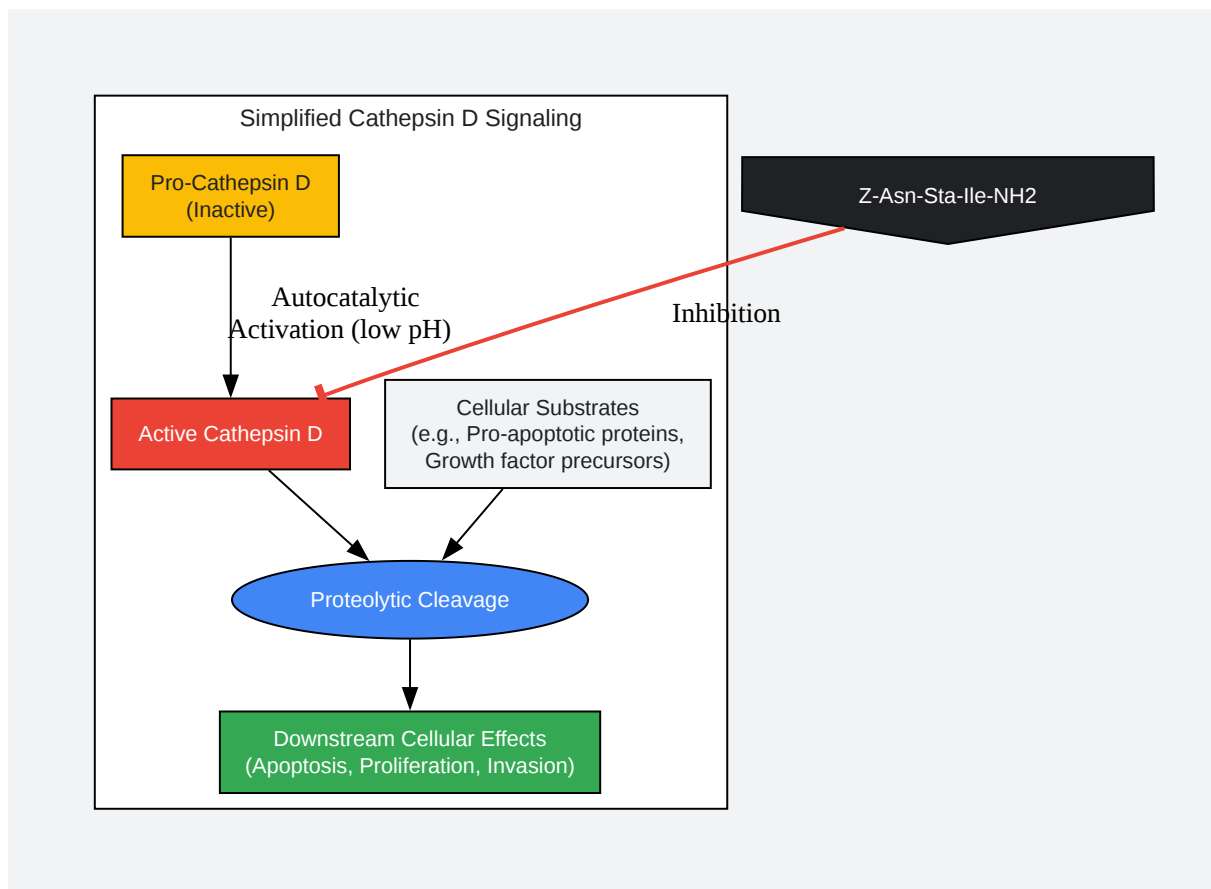 Simplified Cathepsin D Signaling
Pro-Cathepsin D
(Inactive)
Z-Asn-Sta-Ile-NH2
Autocatalytic
Activation (low pH)
Inhibition
Active Cathepsin D
Cellular Substrates
(e.g., Pro-apoptotic proteins,
Growth factor precursors)
Proteolytic Cleavage
Downstream Cellular Effects
(Apoptosis, Proliferation, Invasion)